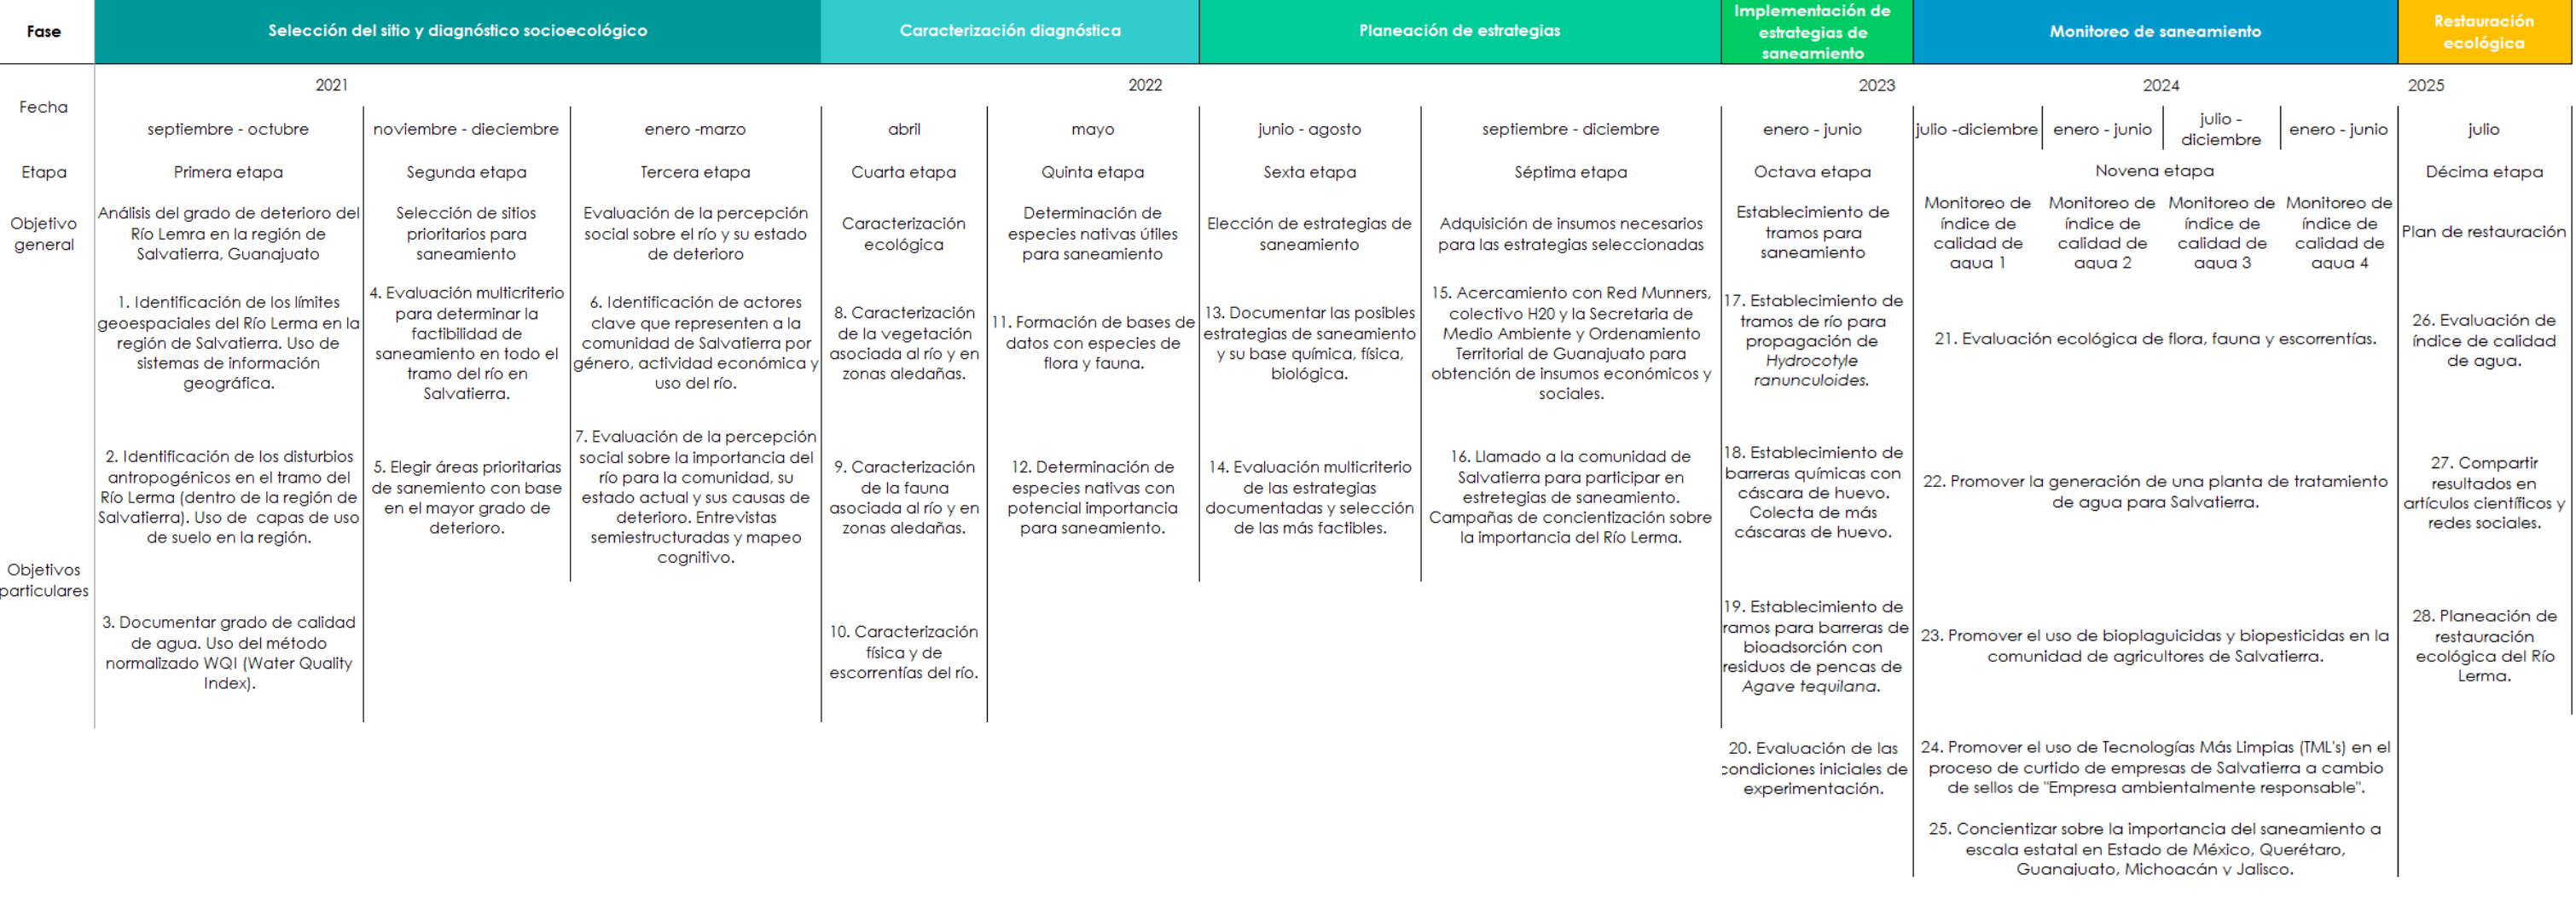 Fase
Selección del sitio y diagnóstico socioecológico
Caracterización diagnóstica
Planeación de estrategias
Implementación de
estrategias de
saneamiento
Monitoreo de saneamiento
Restauración
ecológica
Fecha
2021
2022
2023
2024
2025
septiembre - octubre
noviembre - dieciembre
enero -marzo
abril
mayo
junio - agosto
septiembre - diciembre
enero - junio
julio -diciembre
enero - junio
julio -
diciembre
enero - junio
julio
Etapa
Primera etapa
Segunda etapa
Tercera etapa
Cuarta etapa
Quinta etapa
Sexta etapa
Séptima etapa
Octava etapa
Novena etapa
Décima etapa
Objetivo
general
Análisis del grado de deterioro del
Río Lemra en la región de
Salvatierra, Guanajuato
Selección de sitios
prioritarios para
saneamiento
Evaluación de la percepción
social sobre el río y su estado
de deterioro
Caracterización
ecológica
Determinación de
especies nativas útiles
para saneamiento
Elección de estrategias de
saneamiento
Adquisición de insumos necesarios
para las estrategias seleccionadas
Establecimiento de
tramos para
saneamiento
Monitoreo de
índice de
calidad de
agua 1
Monitoreo de
índice de
calidad de
agua 2
Monitoreo de
índice de
calidad de
agua 3
Monitoreo de
índice de
calidad de
agua 4
Plan de restauración
Objetivos
particulares
1. Identificación de los límites
geoespaciales del Río Lerma en la
región de Salvatierra. Uso de
sistemas de información
geográfica.
4. Evaluación multicriterio
para determinar la
factibilidad de
saneamiento en todo el
tramo del río en
Salvatierra.
6. Identificación de actores
clave que representen a la
comunidad de Salvatierra por
género, actividad económica y
uso del río.
8. Caracterización
de la vegetación
asociada al río y en
zonas aledañas.
11. Formación de bases de
datos con especies de
flora y fauna.
13. Documentar las posibles
estrategias de saneamiento
y su base química, física,
biológica.
15. Acercamiento con Red Munners,
colectivo H20 y la Secretaria de
Medio Ambiente y Ordenamiento
Territorial de Guanajuato para
obtención de insumos económicos y
sociales.
17. Establecimiento de
tramos de río para
propagación de
Hydrocotyle
ranunculoides.
21. Evaluación ecológica de flora, fauna y escorrentías.
26. Evaluación de
índice de calidad
de agua.
2. Identificación de los disturbios
antropogénicos en el tramo del
Río Lerma (dentro de la región de
Salvatierra). Uso de capas de uso
de suelo en la región.
5. Elegir áreas prioritarias
de sanemiento con base
en el mayor grado de
deterioro.
7. Evaluación de la percepción
social sobre la importancia del
río para la comunidad, su
estado actual y sus causas de
deterioro. Entrevistas
semiestructuradas y mapeo
cognitivo.
9. Caracterización
de la fauna
asociada al río y en
zonas aledañas.
12. Determinación de
especies nativas con
potencial importancia
para saneamiento.
14. Evaluación multicriterio
de las estrategias
documentadas y selección
de las más factibles.
16. Llamado a la comunidad de
Salvatierra para participar en
estretegias de saneamiento.
Campañas de concientización sobre
la importancia del Río Lerma.
18. Establecimiento de
barreras químicas con
cáscara de huevo.
Colecta de más
cáscaras de huevo.
22. Promover la generación de una planta de tratamiento
de agua para Salvatierra.
27. Compartir
resultados en
artículos científicos y
redes sociales.
3. Documentar grado de calidad
de agua. Uso del método
normalizado WQI (Water Quality
Index).
10. Caracterización
física y de
escorrentías del río.
19. Establecimiento de
ramos para barreras de
bioadsorción con
residuos de pencas de
Agave tequilana.
23. Promover el uso de bioplaguicidas y biopesticidas en la
comunidad de agricultores de Salvatierra.
28. Planeación de
restauración
ecológica del Río
Lerma.
20. Evaluación de las
condiciones iniciales de
experimentación.
24. Promover el uso de Tecnologías Más Limpias (TML's) en el
proceso de curtido de empresas de Salvatierra a cambio
de sellos de "Empresa ambientalmente responsable".
25. Concientizar sobre la importancia del saneamiento a
escala estatal en Estado de México, Querétaro,
Guanajuato, Michoacán y Jalisco.